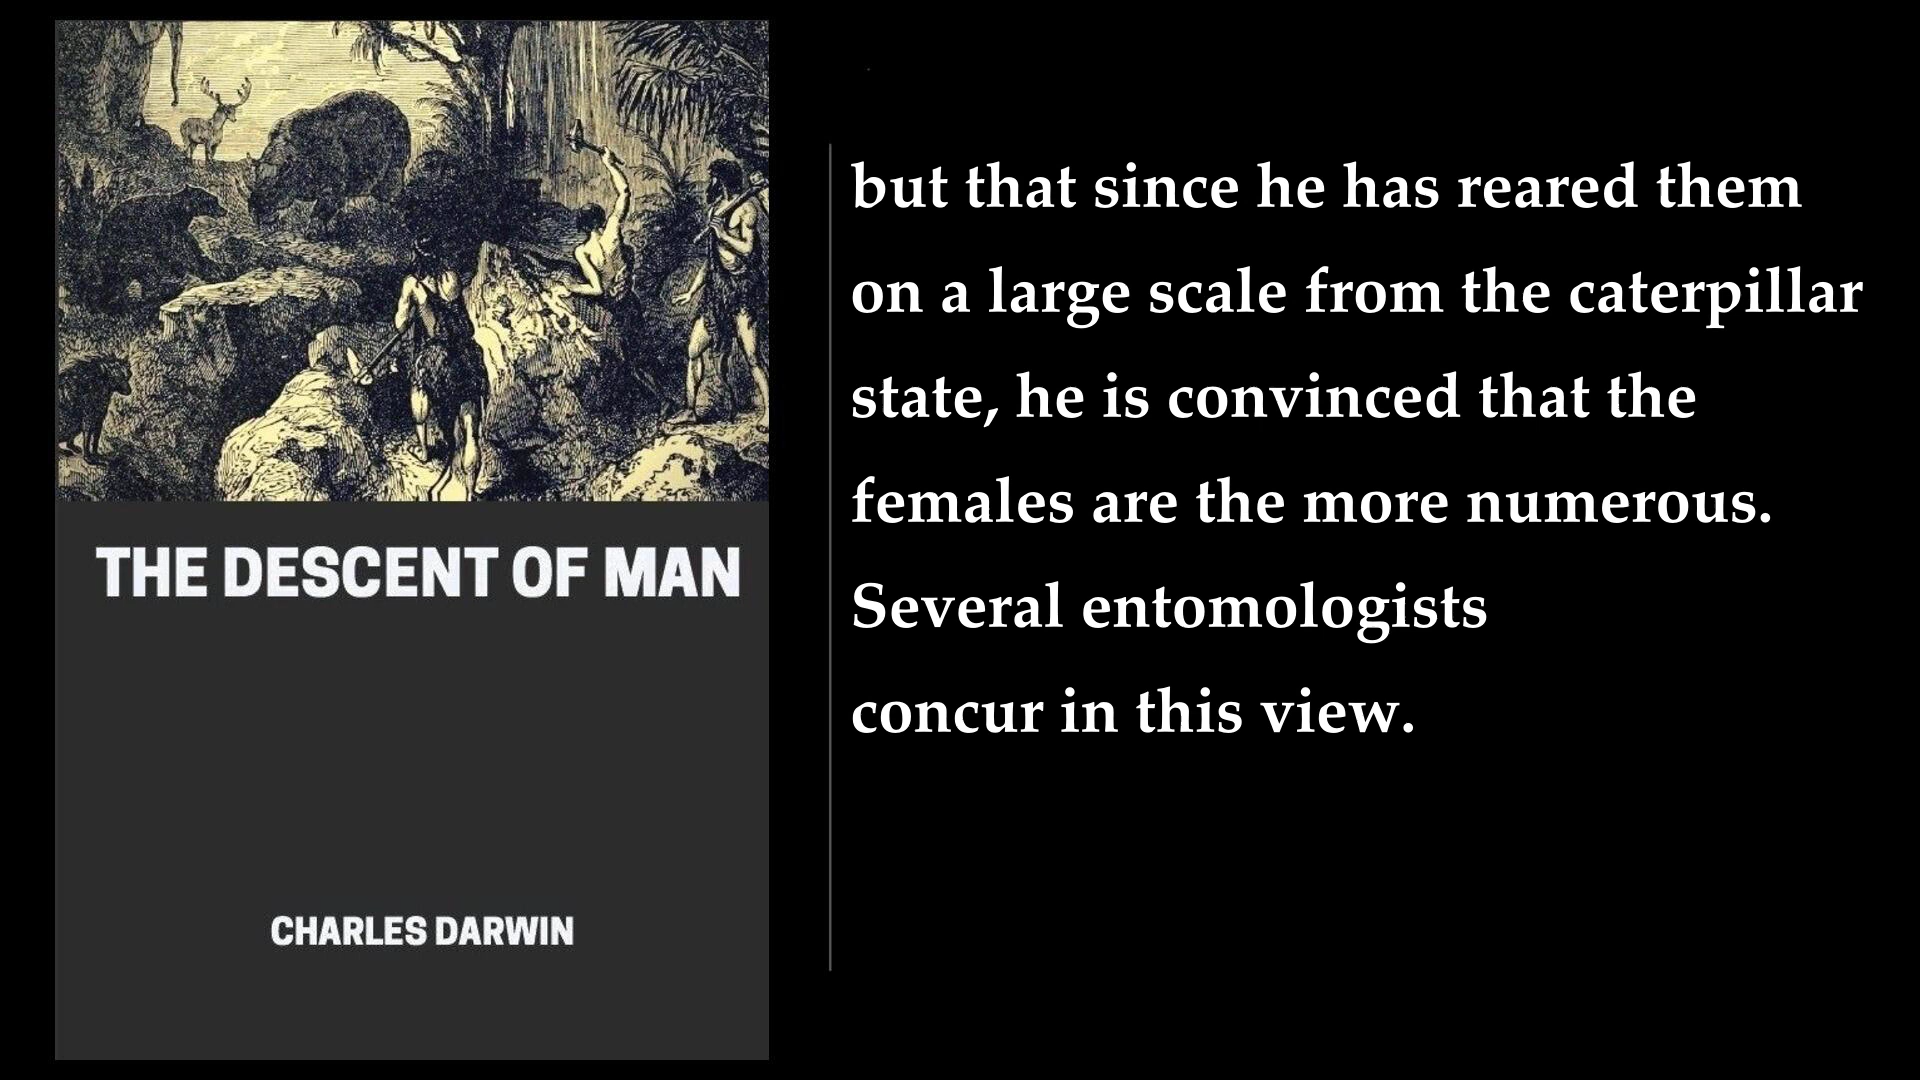 THE DESCENT OF MAN
CHARLES DARWIN
but that since he has reared them
on a large scale from the caterpillar
state, he is convinced that the
females are the more numerous.
Several entomologists
concur in this view.